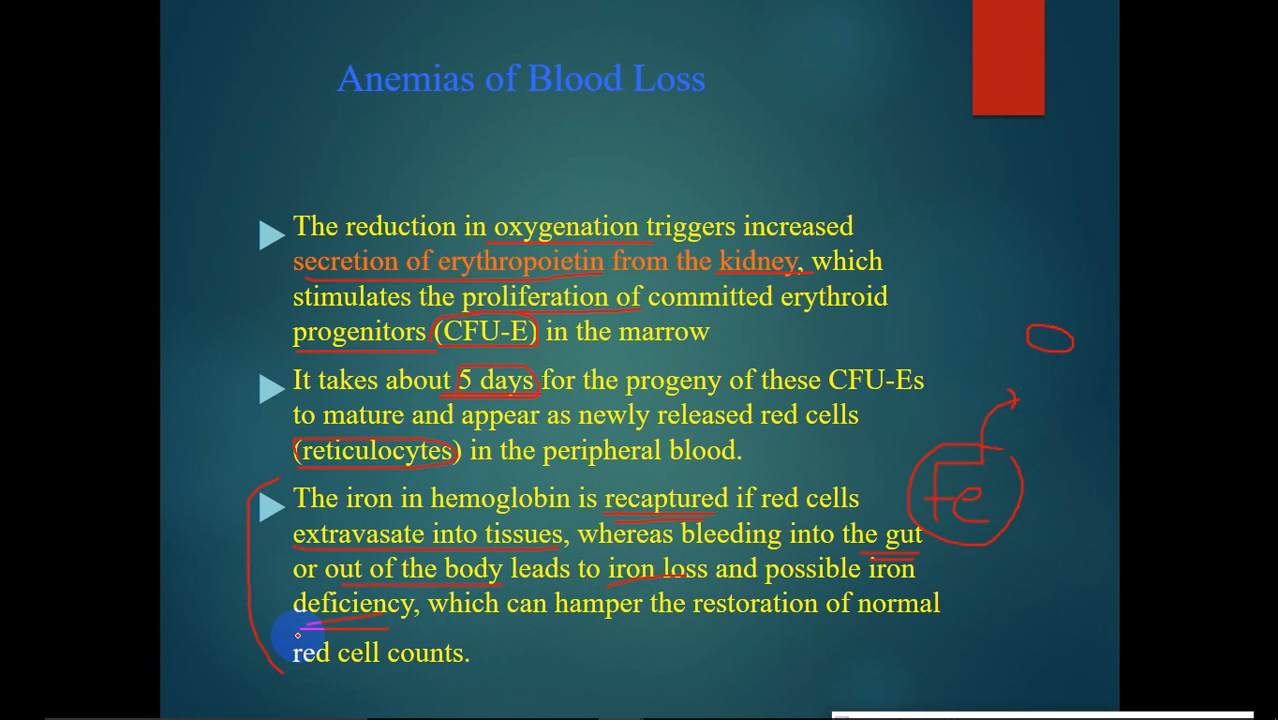 Anemias of Blood Loss
The reduction in oxygenation triggers increased
secretion of erythropoietin from the kidney, which
stimulates the proliferation of committed erythroid
progenitors (CFU-E) in the marrow
It takes about 5 days for the progeny of these CFU-Es
to mature and appear as newly released red cells
(reticulocytes) in the peripheral blood.
The iron in hemoglobin is recaptured if red cells
extravasate into tissues, whereas bleeding into the gut
or out of the body leads to iron loss and possible iron
deficiency, which can hamper the restoration of normal
red cell counts.
Fe